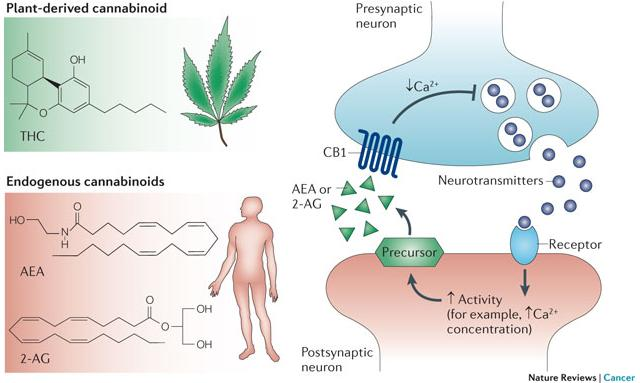 Plant-derived cannabinoid
OH
O
THC
Endogenous cannabinoids
HO
O
N
H
AEA
O
O
OH
OH
2-AG
Presynaptic
neuron
↓Ca²⁺
CB1
AEA or
2-AG
Neurotransmitters
Precursor
Receptor
↑ Activity
(for example, ↑Ca²⁺
concentration)
Postsynaptic
neuron
Nature Reviews | Cancer